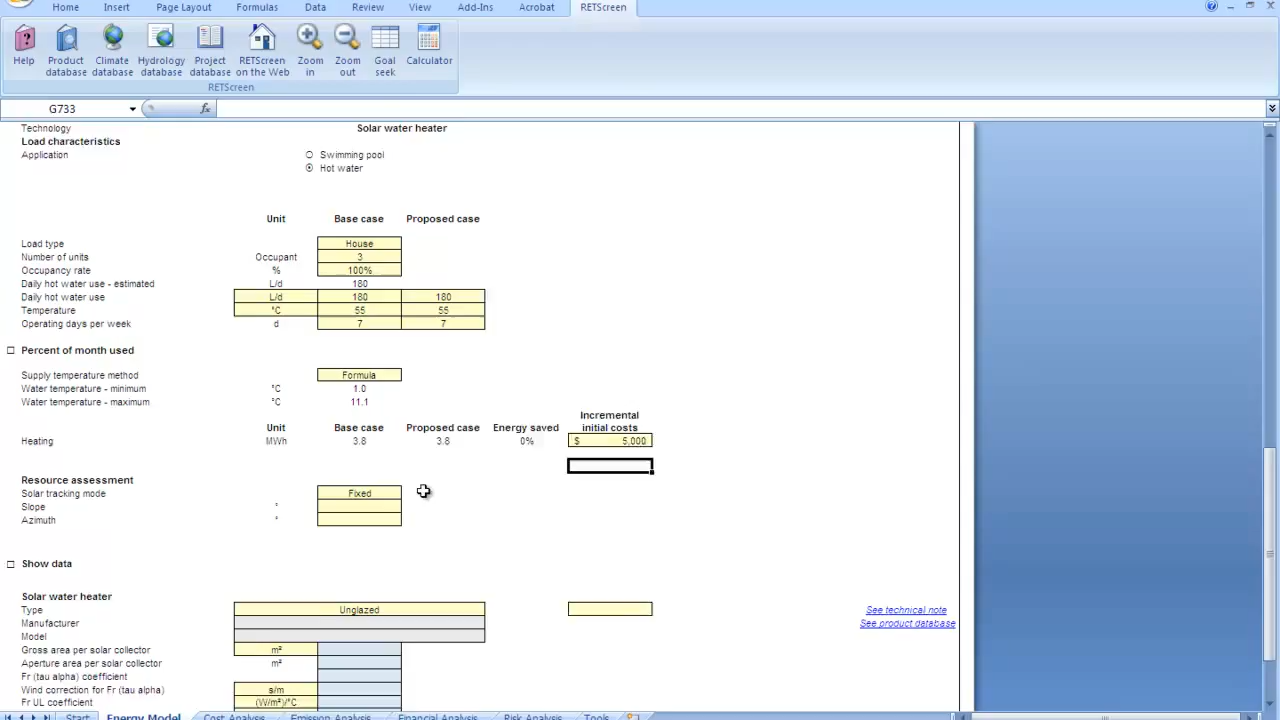 Home Insert Page Layout Formulas Data Review View Add-Ins Acrobat RETScreen
Help Product database Climate database Hydrology database Project database RETScreen on the Web Zoom in Zoom out Goal seek Calculator
RETScreen
G733 fx
Technology Solar water heater
Load characteristics
Application Swimming pool
Hot water
Unit Base case Proposed case
Load type House
Number of units Occupant 3
Occupancy rate % 100%
Daily hot water use - estimated L/d 180
Daily hot water use L/d 180 180
Temperature °C 55 55
Operating days per week d 7 7
Percent of month used
Supply temperature method Formula
Water temperature - minimum °C 1.0
Water temperature - maximum °C 11.1
Incremental
Unit Base case Proposed case Energy saved initial costs
Heating MWh 3.8 3.8 0% $ 5,000
Resource assessment
Solar tracking mode Fixed
Slope °
Azimuth °
Show data
Solar water heater
Type Unglazed See technical note
Manufacturer See product database
Model
Gross area per solar collector m²
Aperture area per solar collector m²
Fr (tau alpha) coefficient
Wind correction for Fr (tau alpha) s/m
Fr UL coefficient (W/m²)/°C
Start Energy Model Cost Analysis Emission Analysis Financial Analysis Risk Analysis Tools